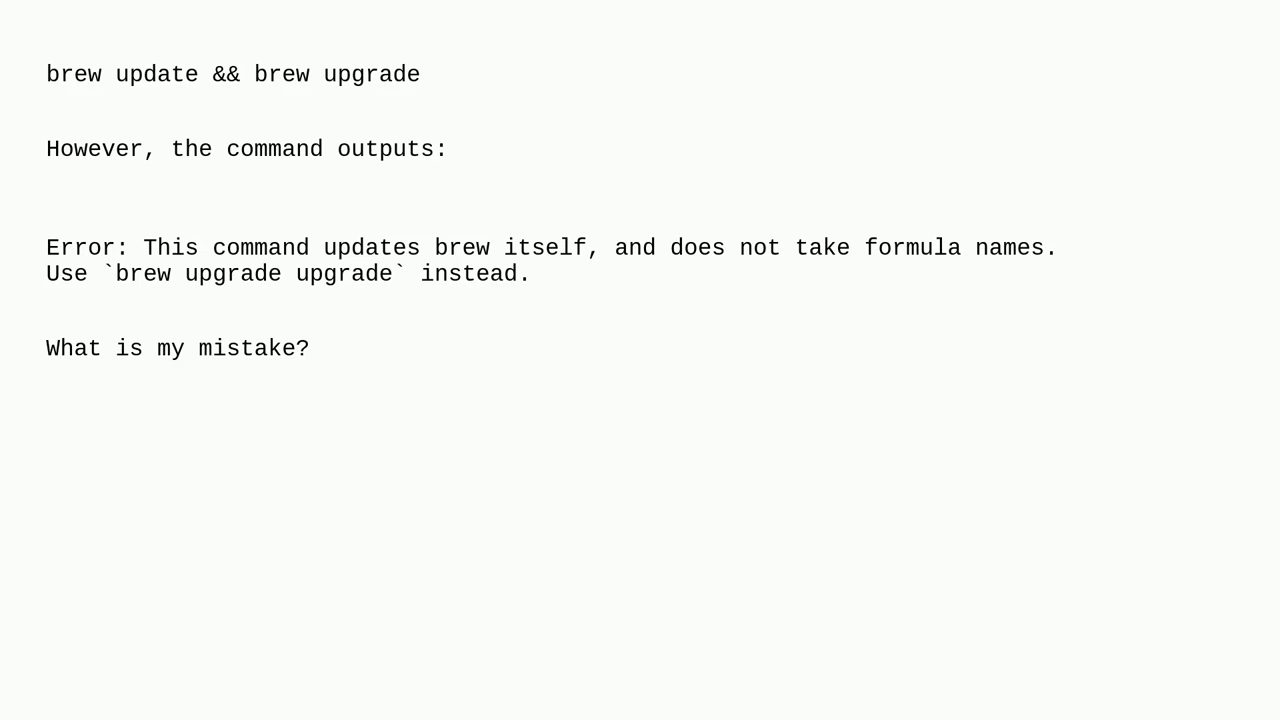 brew update && brew upgrade
However, the command outputs:
Error: This command updates brew itself, and does not take formula names.
Use `brew upgrade upgrade` instead.
What is my mistake?